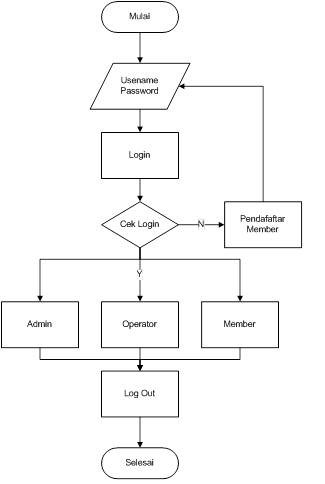 Mulai
Usename
Password
Login
Cek Login
N
Pendafaftar
Member
Y
Admin
Operator
Member
Log Out
Selesai